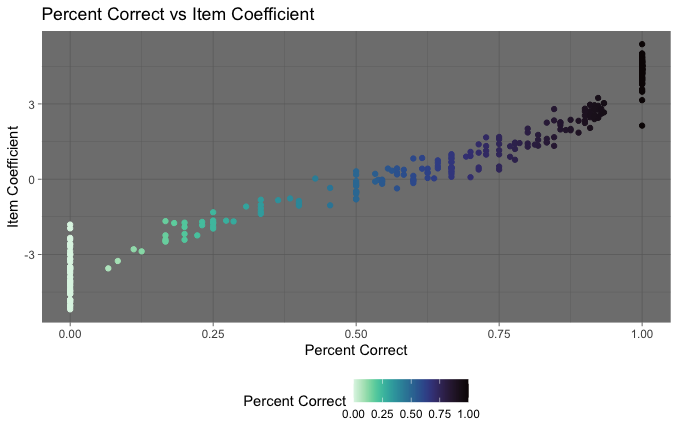 Percent Correct vs Item Coefficient
3
0
-3
Item Coefficient
0.00 0.25 0.50 0.75 1.00
Percent Correct
Percent Correct
0.00 0.25 0.50 0.75 1.00